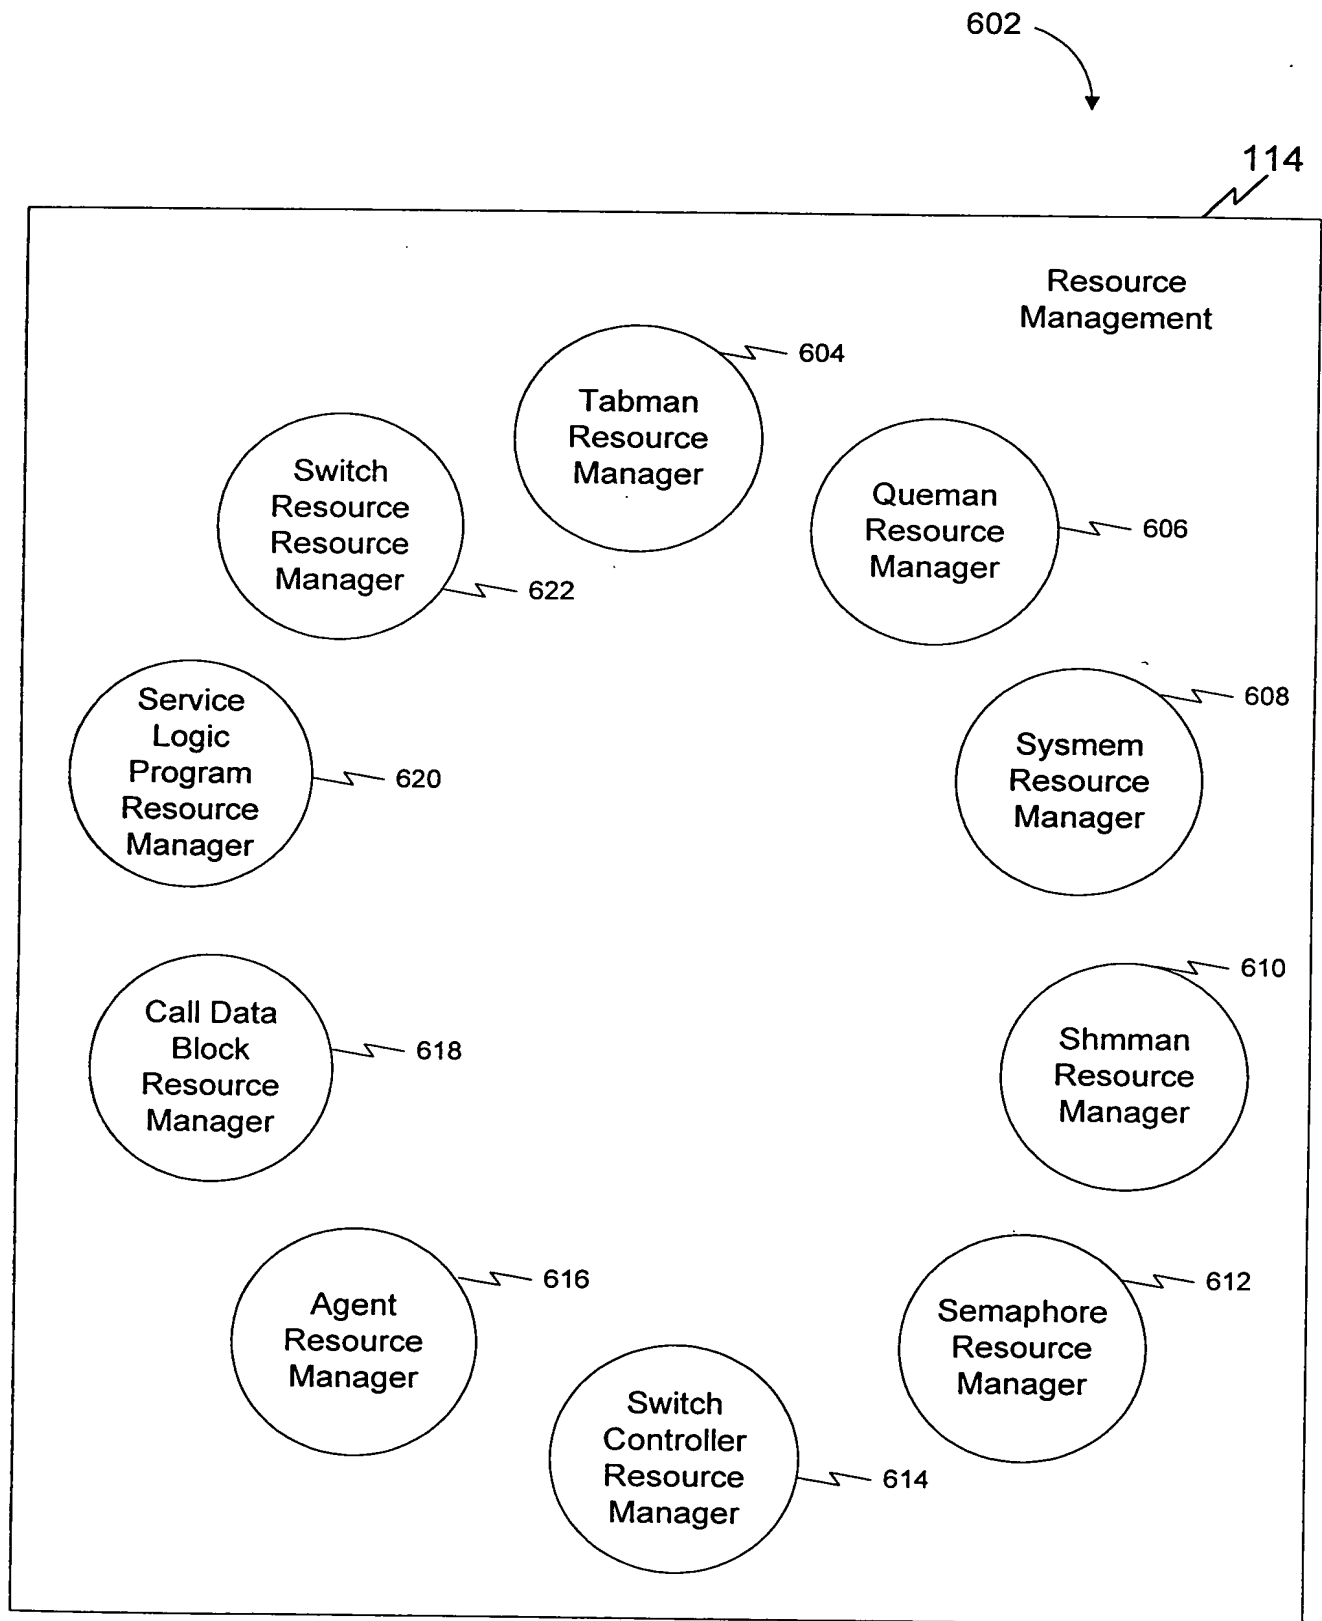 602
114
Resource
Management
604
Tabman
Resource
Manager
Switch
Resource
Resource
Manager
622
Queman
Resource
Manager
606
Service
Logic
Program
Resource
Manager
620
608
Sysmem
Resource
Manager
Call Data
Block
Resource
Manager
618
610
Shmman
Resource
Manager
616
Agent
Resource
Manager
612
Semaphore
Resource
Manager
Switch
Controller
Resource
Manager
614